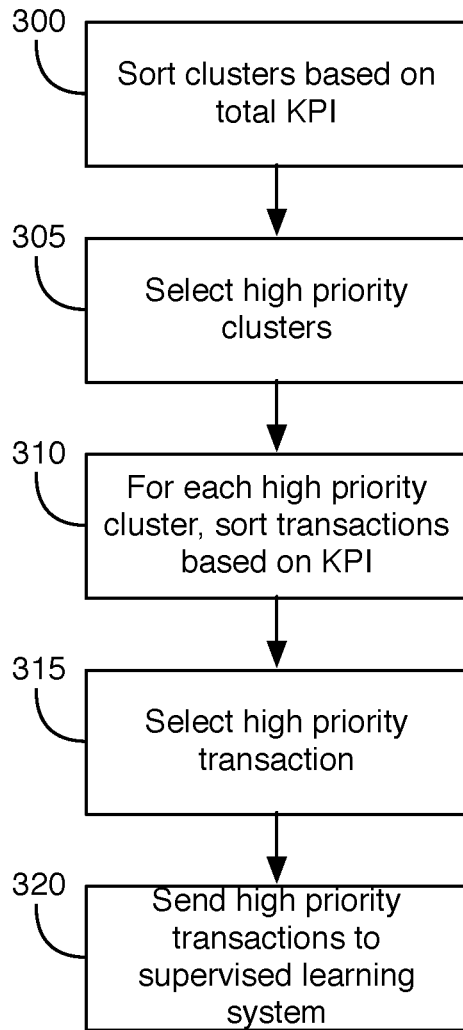 300
Sort clusters based on
total KPI
305
Select high priority
clusters
310
For each high priority
cluster, sort transactions
based on KPI
315
Select high priority
transaction
320
Send high priority
transactions to
supervised learning
system